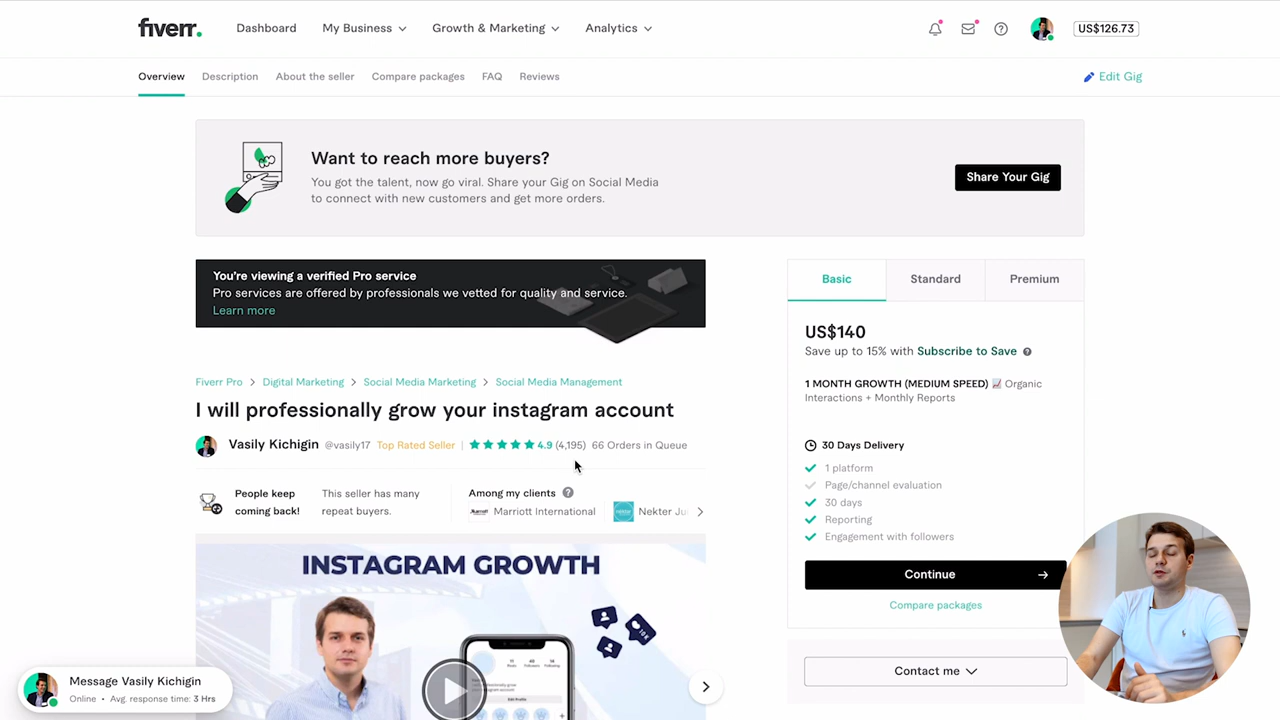 fiverr.
Dashboard
My Business
Growth & Marketing
Analytics
US$126.73
Overview
Description
About the seller
Compare packages
FAQ
Reviews
Edit Gig
Want to reach more buyers?
You got the talent, now go viral. Share your Gig on Social Media
to connect with new customers and get more orders.
Share Your Gig
You're viewing a verified Pro service
Pro services are offered by professionals we vetted for quality and service.
Learn more
Fiverr Pro > Digital Marketing > Social Media Marketing > Social Media Management
I will professionally grow your instagram account
Vasily Kichigin @vasily17 Top Rated Seller | 4.9 (4,195) 66 Orders in Queue
People keep
coming back!
This seller has many
repeat buyers.
Among my clients
Marriott International
Nekter Ju
INSTAGRAM GROWTH
Basic
Standard
Premium
US$140
Save up to 15% with Subscribe to Save
1 MONTH GROWTH (MEDIUM SPEED) 📈 Organic
Interactions + Monthly Reports
30 Days Delivery
1 platform
Page/channel evaluation
30 days
Reporting
Engagement with followers
Continue
Compare packages
Contact me
Message Vasily Kichigin
Online • Avg. response time: 3 Hrs